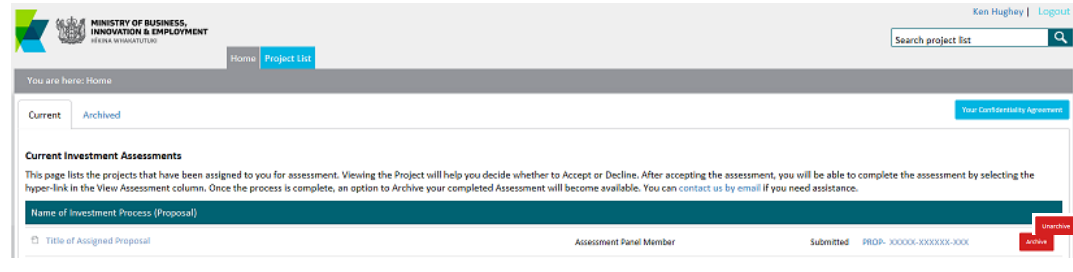 Ken Hughey | Logout
MINISTRY OF BUSINESS,
INNOVATION & EMPLOYMENT
HĪKINA WHAKATUTUKI
Search project list
Home Project List
You are here: Home
Current Archived
Your Confidentiality Agreement
Current Investment Assessments
This page lists the projects that have been assigned to you for assessment. Viewing the Project will help you decide whether to Accept or Decline. After accepting the assessment, you will be able to complete the assessment by selecting the
hyper-link in the View Assessment column. Once the process is complete, an option to Archive your completed Assessment will become available. You can contact us by email if you need assistance.
Name of Investment Process (Proposal)
Unarchive
Title of Assigned Proposal Assessment Panel Member Submitted PROP- XXXXX-XXXXXX-XXX Archive